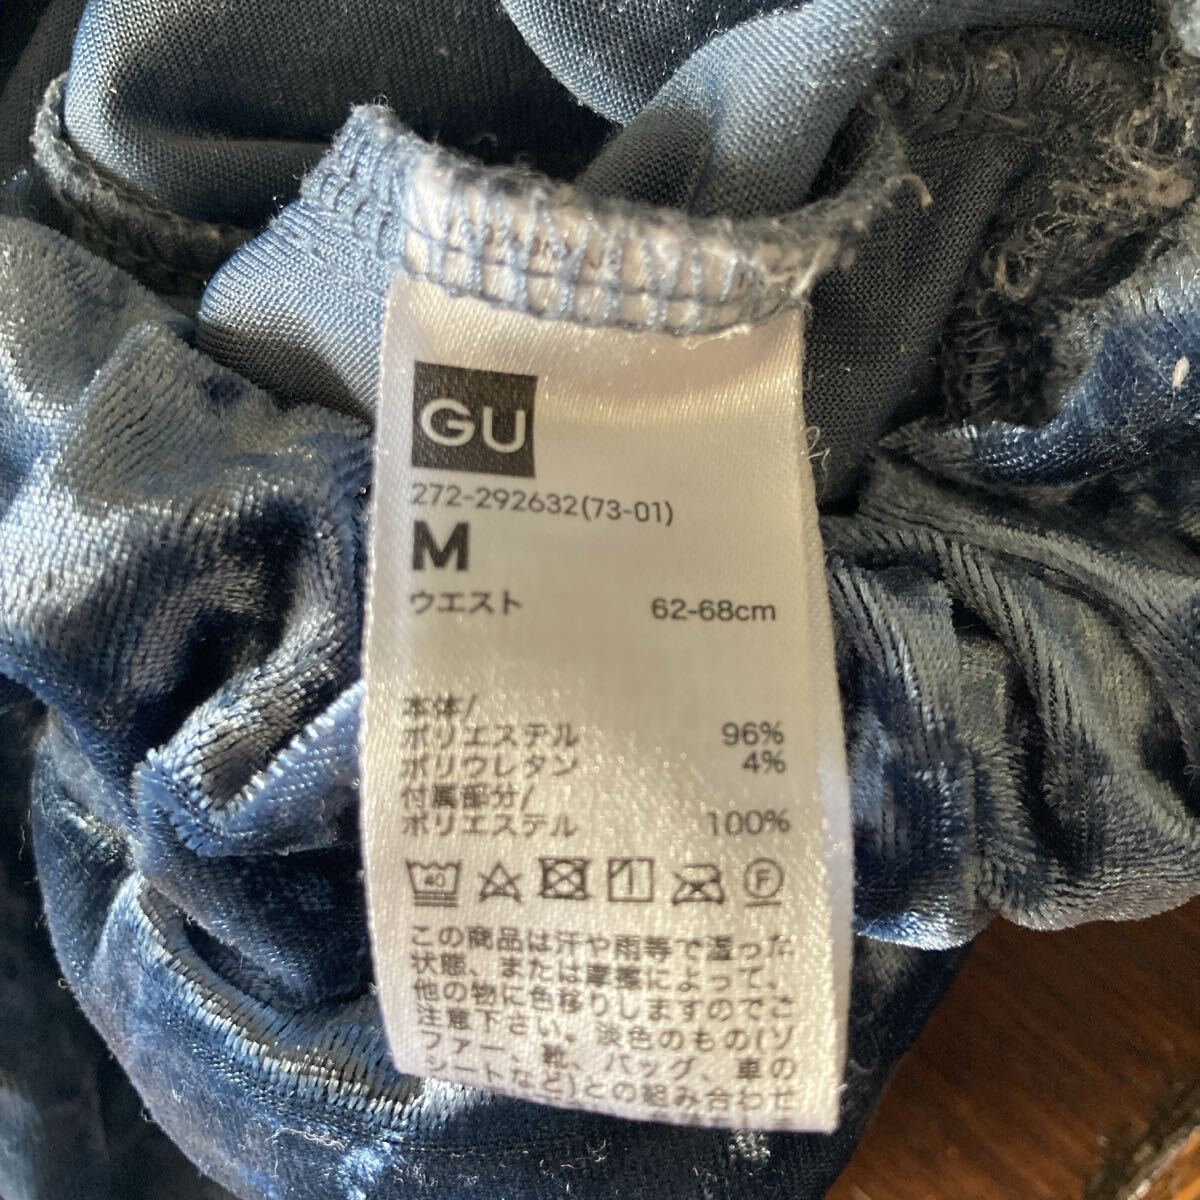 GU
272-292632(73-01)
M
ウエスト 62-68cm
本体/
ポリエステル 96%
ポリウレタン 4%
付属部分/
ポリエステル 100%
40 F
この商品は汗や雨等で湿った
状態、または摩擦によって、
他の物に色移りしますのでご
注意下さい。淡色のもの(ソ
ファー、靴、バッグ、車の
シートなど)との組み合わせ